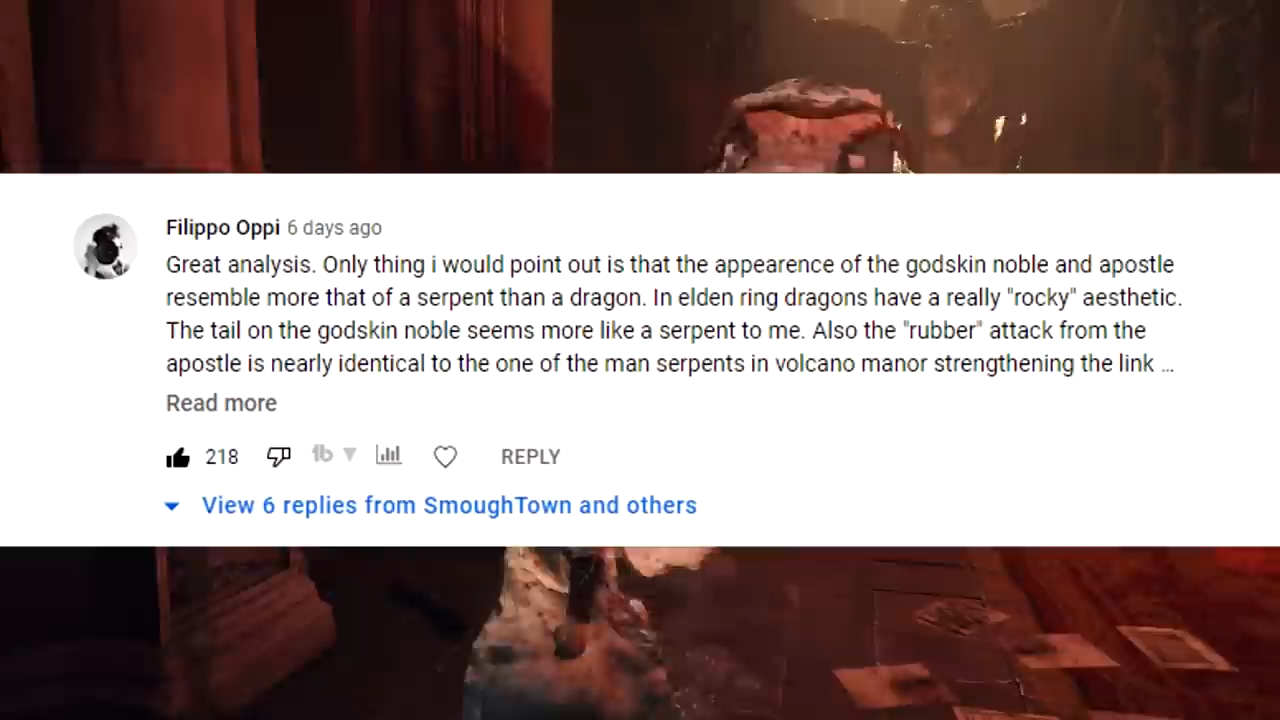 Filippo Oppi 6 days ago
Great analysis. Only thing i would point out is that the appearence of the godskin noble and apostle
resemble more that of a serpent than a dragon. In elden ring dragons have a really "rocky" aesthetic.
The tail on the godskin noble seems more like a serpent to me. Also the "rubber" attack from the
apostle is nearly identical to the one of the man serpents in volcano manor strengthening the link ...
Read more
218 tb REPLY
View 6 replies from SmoughTown and others